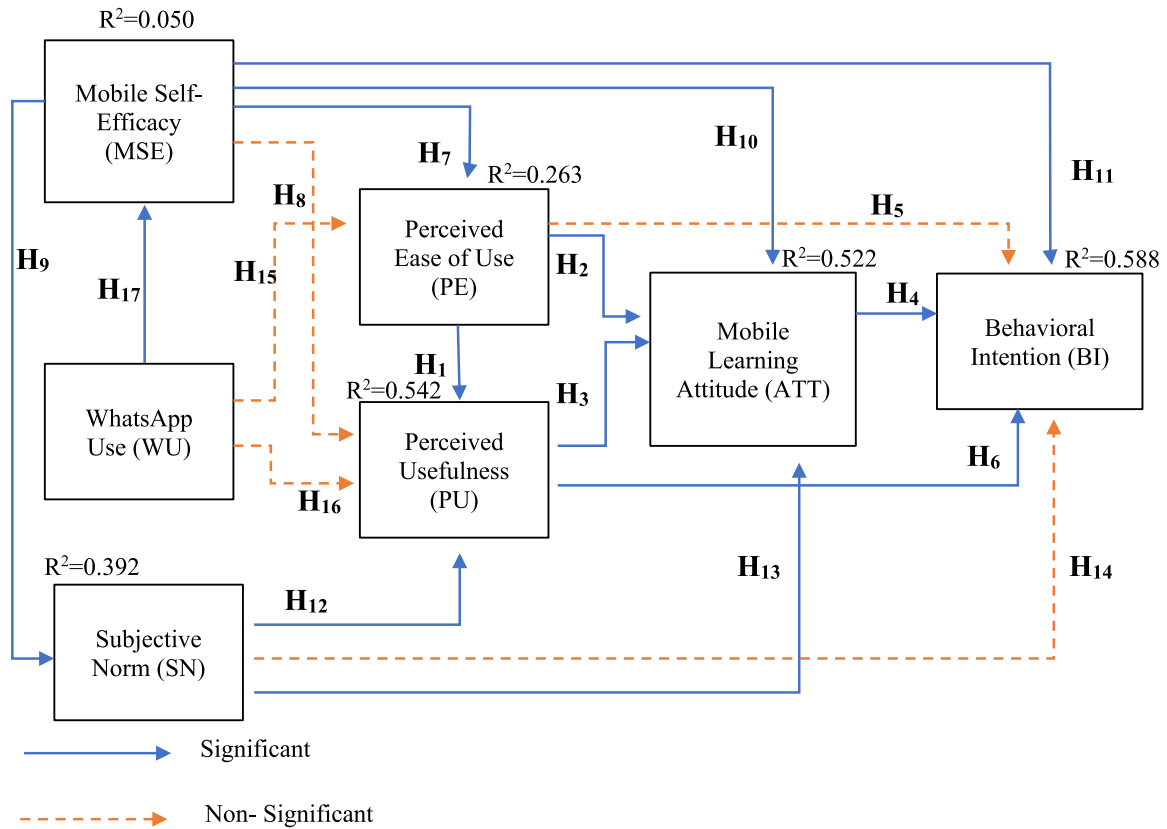 R²=0.050
Mobile Self-
Efficacy
(MSE)
H₁₁
H₁₀
H₇
R²=0.263
H₈
H₅
Perceived
Ease of Use
(PE)
H₉
H₁₅
H₂
R²=0.522
R²=0.588
H₁₇
H₄
Mobile
Learning
Attitude (ATT)
Behavioral
Intention (BI)
H₁
R²=0.542
H₃
WhatsApp
Use (WU)
Perceived
Usefulness
(PU)
H₆
H₁₆
R²=0.392
H₁₃
H₁₄
H₁₂
Subjective
Norm (SN)
Significant
Non- Significant